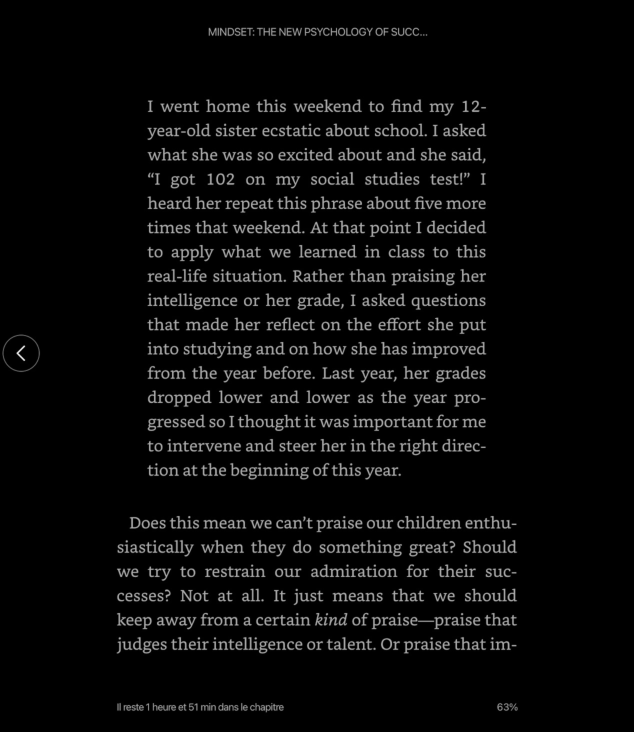 MINDSET: THE NEW PSYCHOLOGY OF SUCC...
I went home this weekend to find my 12-
year-old sister ecstatic about school. I asked
what she was so excited about and she said,
“I got 102 on my social studies test!” I
heard her repeat this phrase about five more
times that weekend. At that point I decided
to apply what we learned in class to this
real-life situation. Rather than praising her
intelligence or her grade, I asked questions
that made her reflect on the effort she put
into studying and on how she has improved
from the year before. Last year, her grades
dropped lower and lower as the year pro-
gressed so I thought it was important for me
to intervene and steer her in the right direc-
tion at the beginning of this year.
Does this mean we can’t praise our children enthu-
siastically when they do something great? Should
we try to restrain our admiration for their suc-
cesses? Not at all. It just means that we should
keep away from a certain kind of praise—praise that
judges their intelligence or talent. Or praise that im-
Il reste 1 heure et 51 min dans le chapitre
63%